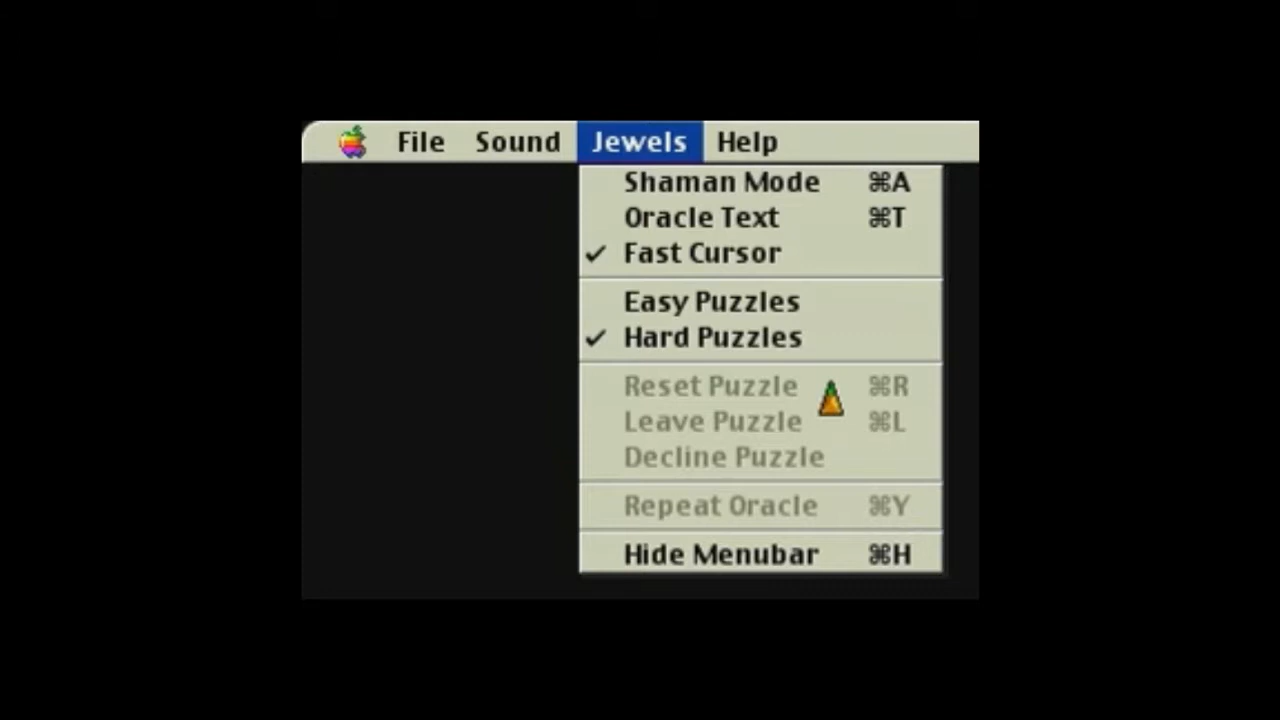 File Sound Jewels Help
Shaman Mode ⌘A
Oracle Text ⌘T
✓ Fast Cursor
Easy Puzzles
✓ Hard Puzzles
Reset Puzzle ⌘R
Leave Puzzle ⌘L
Decline Puzzle
Repeat Oracle ⌘Y
Hide Menubar ⌘H